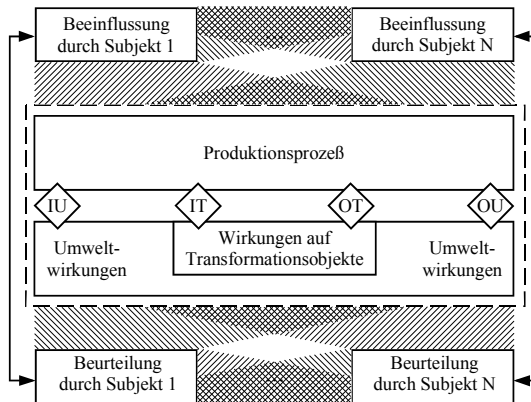 Beeinflussung
durch Subjekt 1
Beeinflussung
durch Subjekt N
Produktionsprozeß
IU
IT
OT
OU
Umwelt-
wirkungen
Wirkungen auf
Transformationsobjekte
Umwelt-
wirkungen
Beurteilung
durch Subjekt 1
Beurteilung
durch Subjekt N